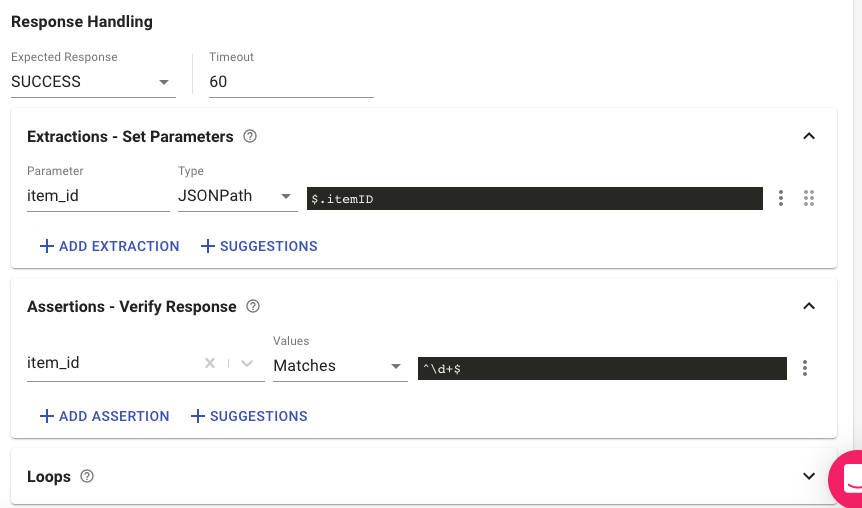 Response Handling
Expected Response
Timeout
SUCCESS
60
Extractions - Set Parameters
Parameter
Type
item_id
JSONPath
$.itemID
ADD EXTRACTION
SUGGESTIONS
Assertions - Verify Response
Values
item_id
Matches
^\d+$
ADD ASSERTION
SUGGESTIONS
Loops